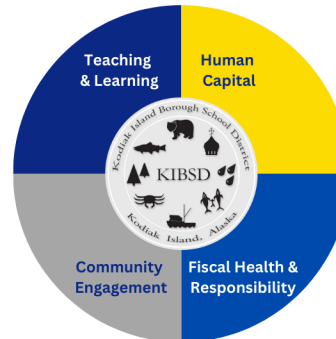 Teaching
& Learning
Human
Capital
Kodiak Island Borough School District
KIBSD
Kodiak Island, Alaska
Community
Engagement
Fiscal Health &
Responsibility